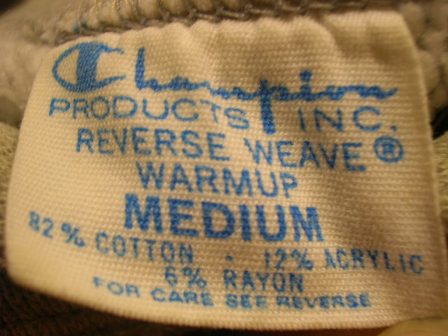 Champion
PRODUCTS INC.
REVERSE WEAVE®
WARMUP
MEDIUM
82% COTTON · 12% ACRYLIC
6% RAYON
FOR CARE SEE REVERSE